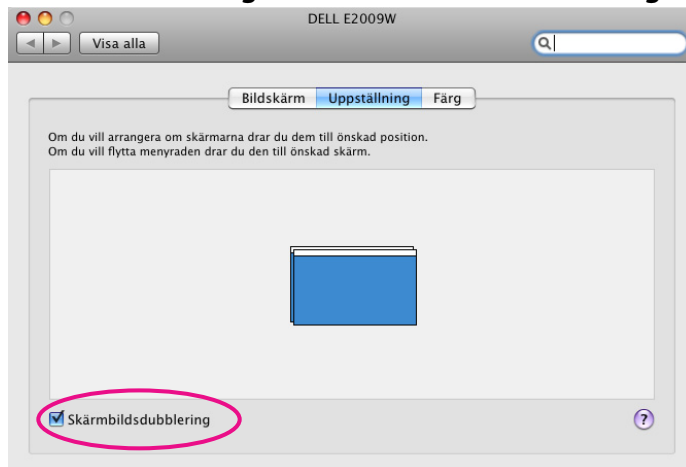 DELL E2009W
Visa alla
Bildskärm Uppställning Färg
Om du vill arrangera om skärmarna drar du dem till önskad position.
Om du vill flytta menyraden drar du den till önskad skärm.
Skärmbildsdubblering ?